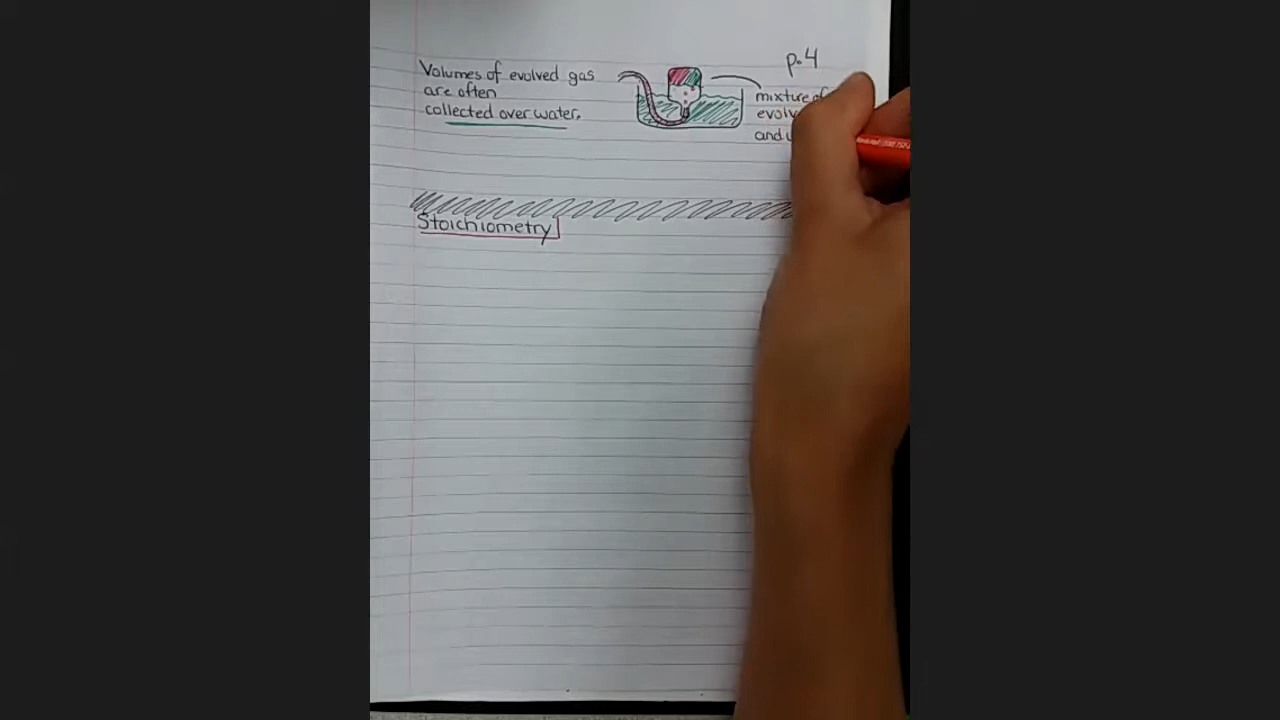 p.4
Volumes of evolved gas
are often
collected over water.
mixture of
and
Stoichiometry